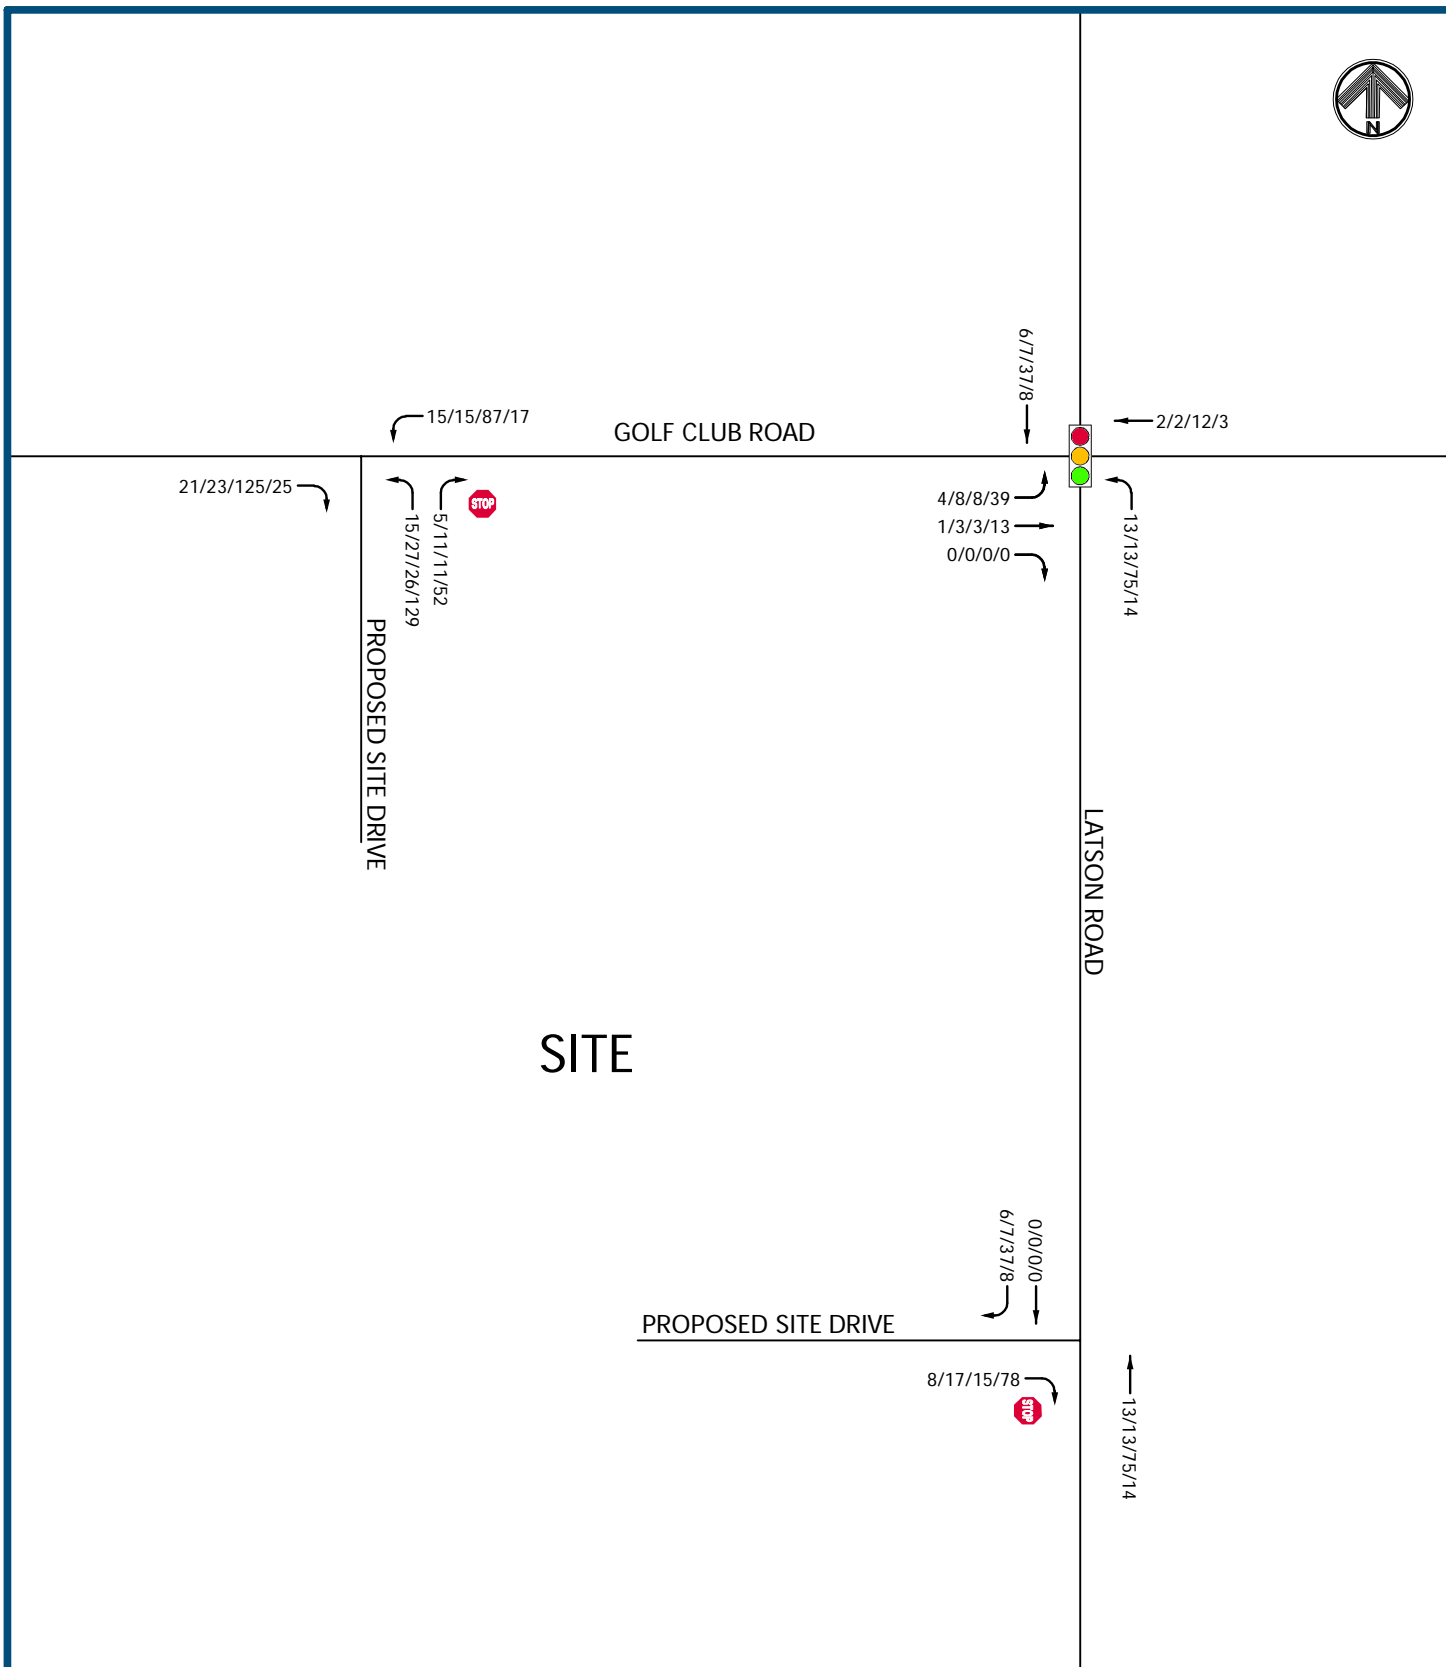 N
6/7/37/8
15/15/87/17
GOLF CLUB ROAD
2/2/12/3
21/23/125/25
STOP
4/8/8/39
1/3/3/13
0/0/0/0
15/27/26/129
5/11/11/52
13/13/75/14
PROPOSED SITE DRIVE
LATSON ROAD
SITE
6/7/37/8
0/0/0/0
PROPOSED SITE DRIVE
8/17/15/78
STOP
13/13/75/14